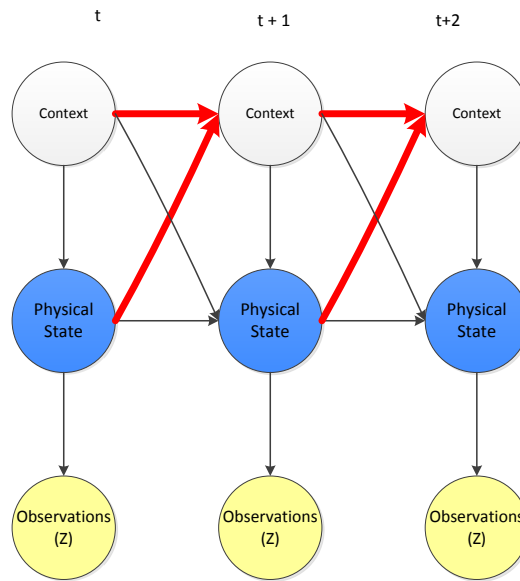 t
t + 1
t+2
Context
Context
Context
Physical
State
Physical
State
Physical
State
Observations
(Z)
Observations
(Z)
Observations
(Z)